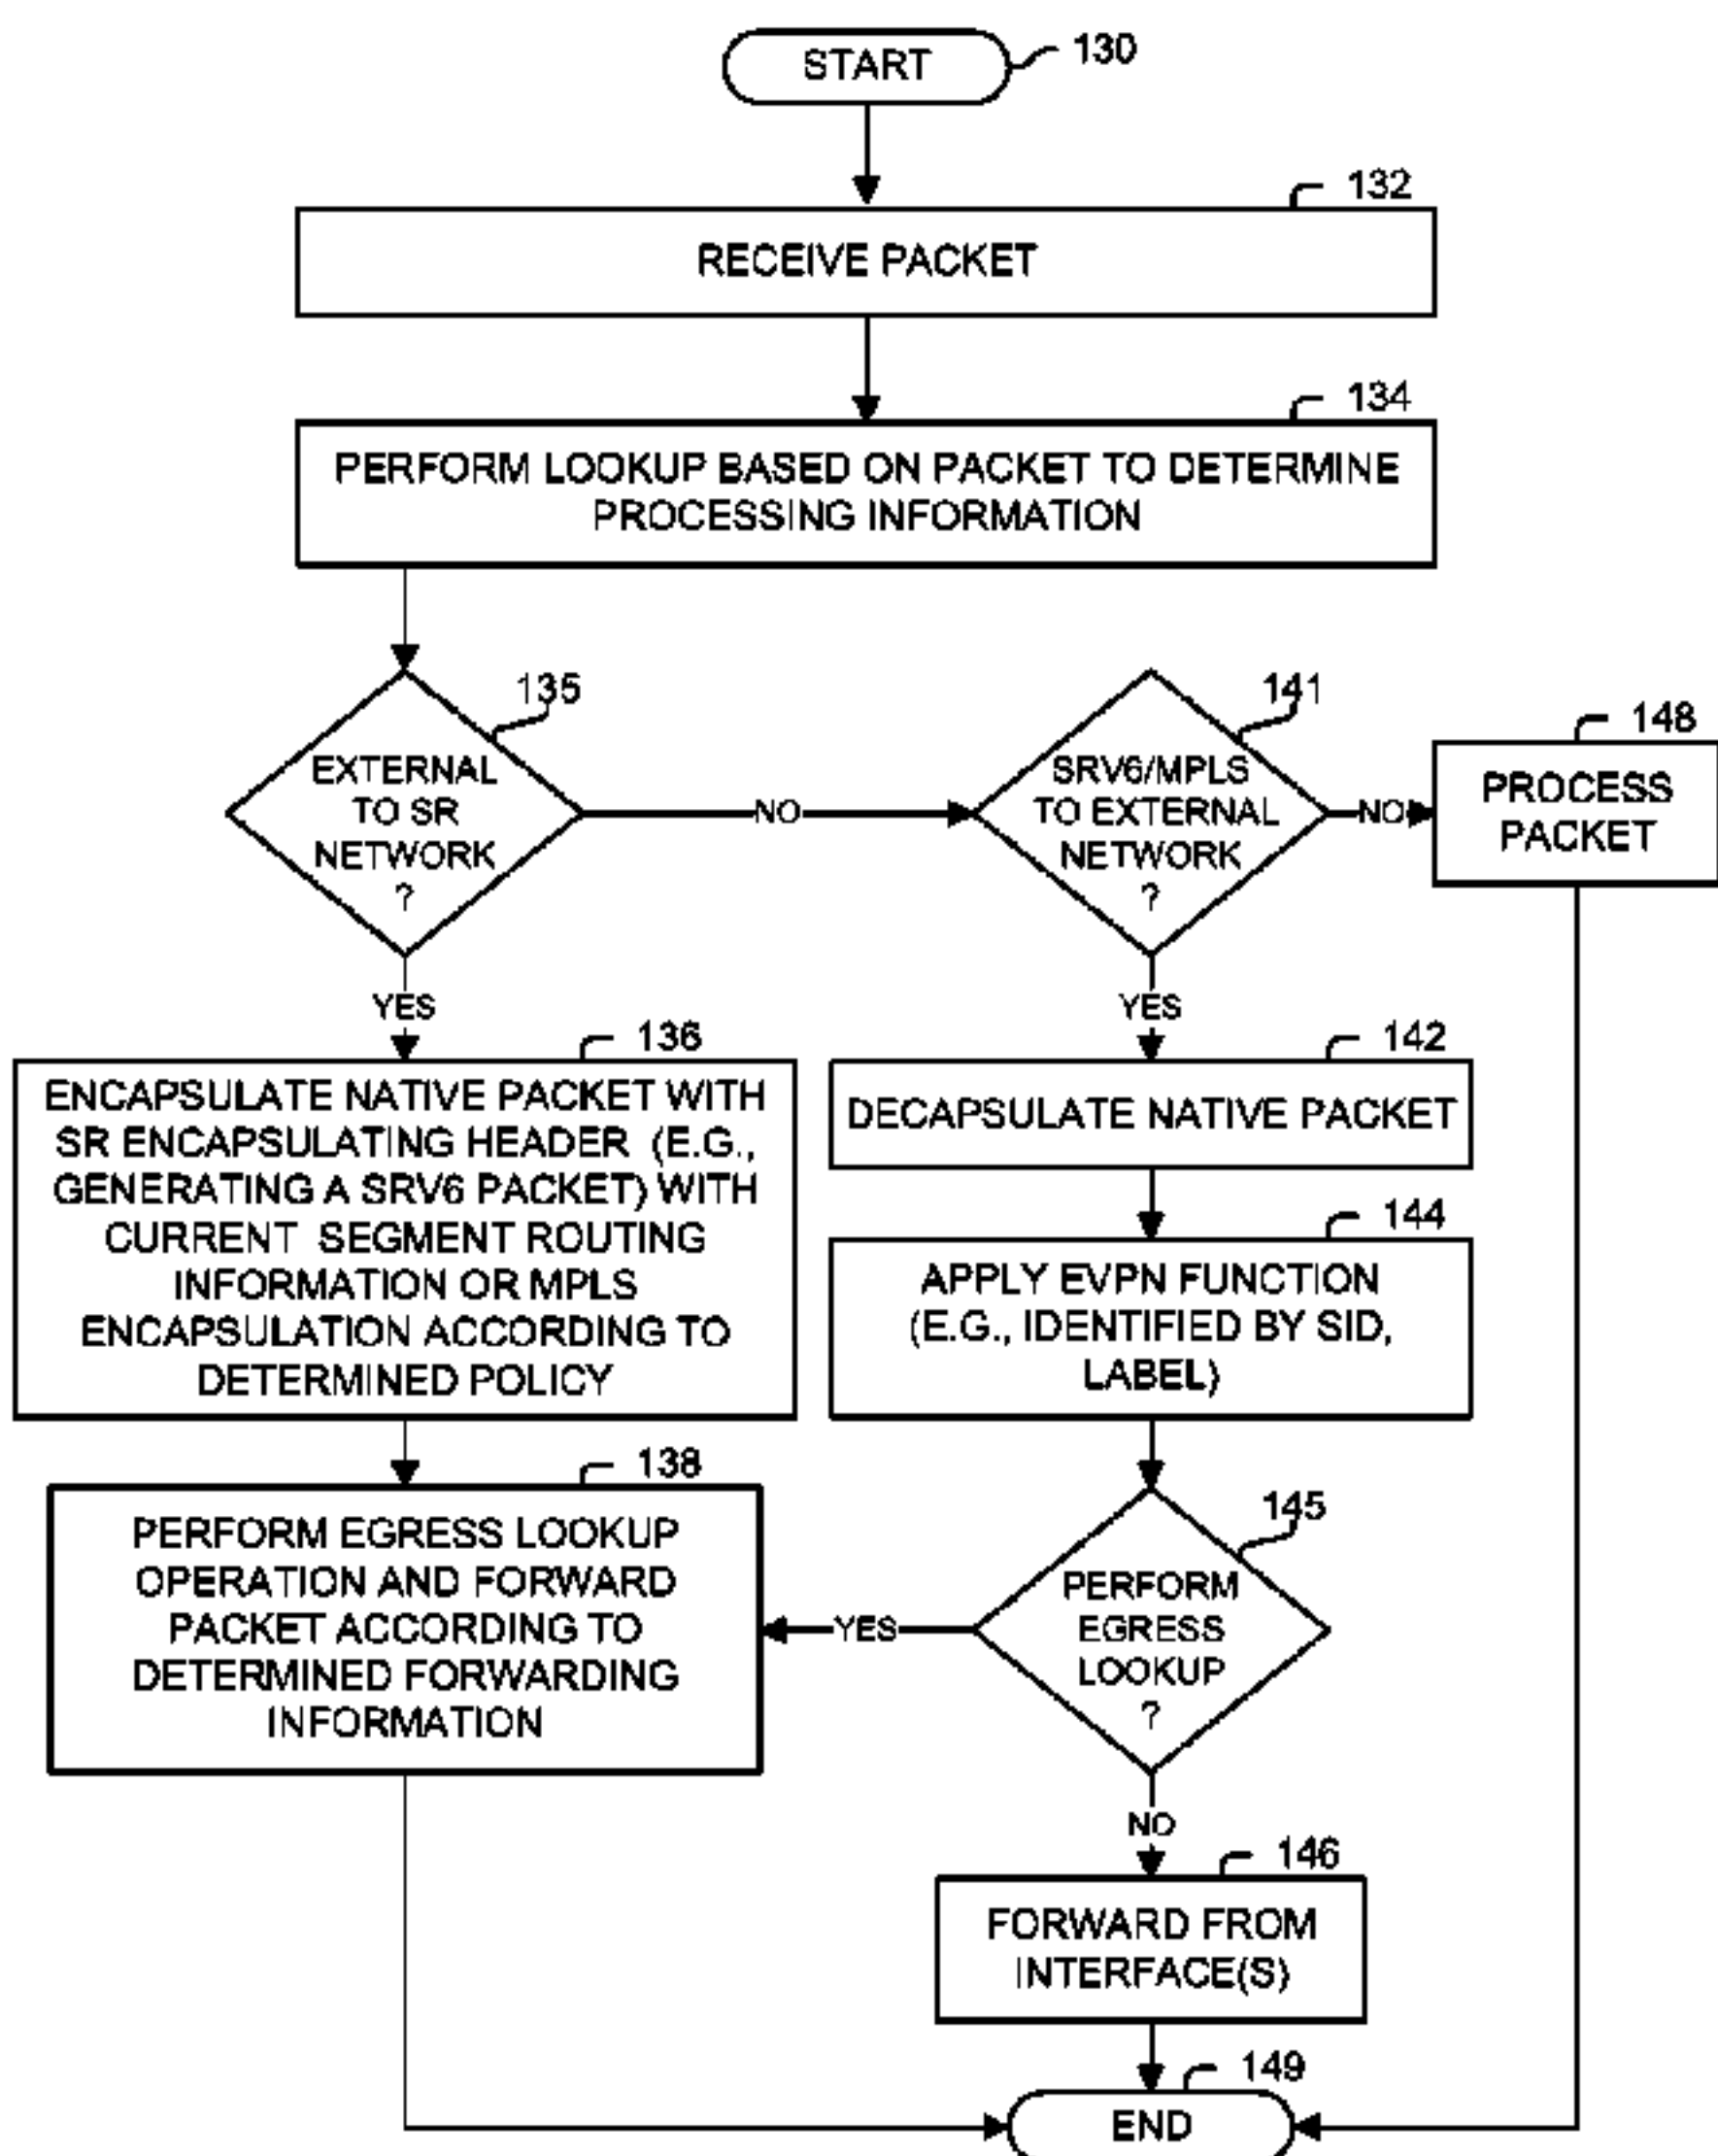 START
130
132
RECEIVE PACKET
134
PERFORM LOOKUP BASED ON PACKET TO DETERMINE
PROCESSING INFORMATION
135
EXTERNAL
TO SR
NETWORK
?
NO
141
SRV6/MPLS
TO EXTERNAL
NETWORK
?
NO
148
PROCESS
PACKET
YES
YES
136
ENCAPSULATE NATIVE PACKET WITH
SR ENCAPSULATING HEADER (E.G.,
GENERATING A SRV6 PACKET) WITH
CURRENT SEGMENT ROUTING
INFORMATION OR MPLS
ENCAPSULATION ACCORDING TO
DETERMINED POLICY
142
DECAPSULATE NATIVE PACKET
144
APPLY EVPN FUNCTION
(E.G., IDENTIFIED BY SID,
LABEL)
138
PERFORM EGRESS LOOKUP
OPERATION AND FORWARD
PACKET ACCORDING TO
DETERMINED FORWARDING
INFORMATION
145
PERFORM
EGRESS
LOOKUP
?
YES
NO
146
FORWARD FROM
INTERFACE(S)
149
END